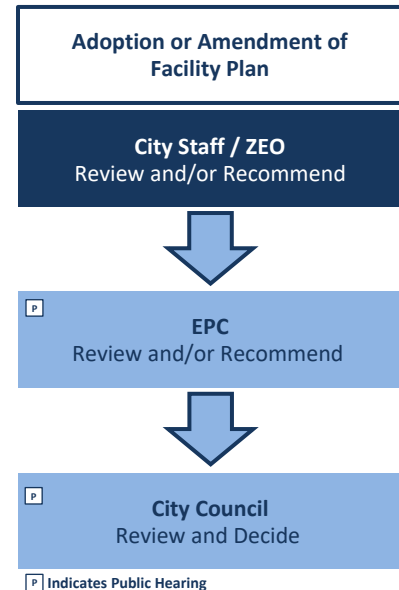 Adoption or Amendment of
Facility Plan
City Staff / ZEO
Review and/or Recommend
P
EPC
Review and/or Recommend
P
City Council
Review and Decide
P Indicates Public Hearing